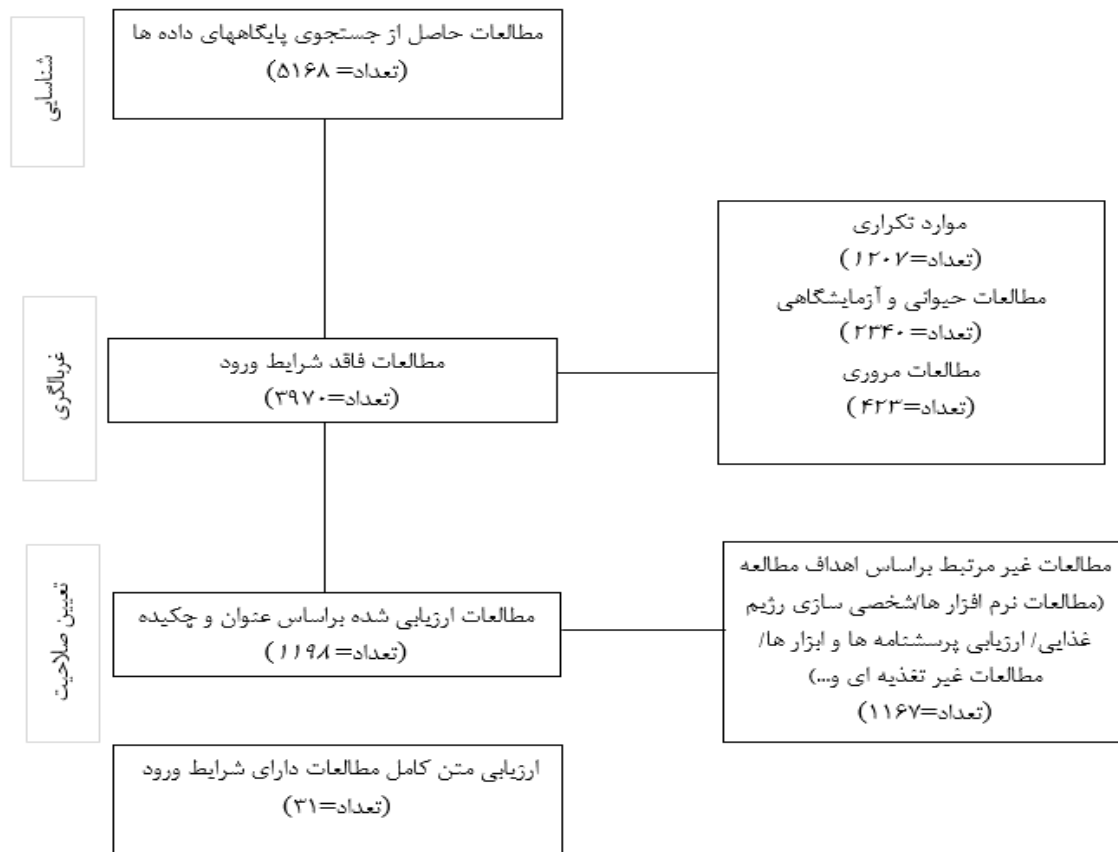 شناسایی
مطالعات حاصل از جستجوی پایگاههای داده ها
(تعداد= ۵۱۶۸)
غربالگری
مطالعات فاقد شرایط ورود
(تعداد=۳۹۷۰)
موارد تکراری
(تعداد=۱۲۰۷)
مطالعات حیوانی و آزمایشگاهی
(تعداد=۲۳۴۰)
مطالعات مروری
(تعداد=۴۲۳)
تعیین صلاحیت
مطالعات ارزیابی شده براساس عنوان و چکیده
(تعداد=۱۱۹۸)
مطالعات غیر مرتبط براساس اهداف مطالعه
(مطالعات نرم افزار ها/شخصی سازی رژیم
غذایی/ ارزیابی پرسشنامه ها و ابزار ها/
مطالعات غیر تغذیه ای و...)
(تعداد=۱۱۶۷)
ارزیابی متن کامل مطالعات دارای شرایط ورود
(تعداد=۳۱)